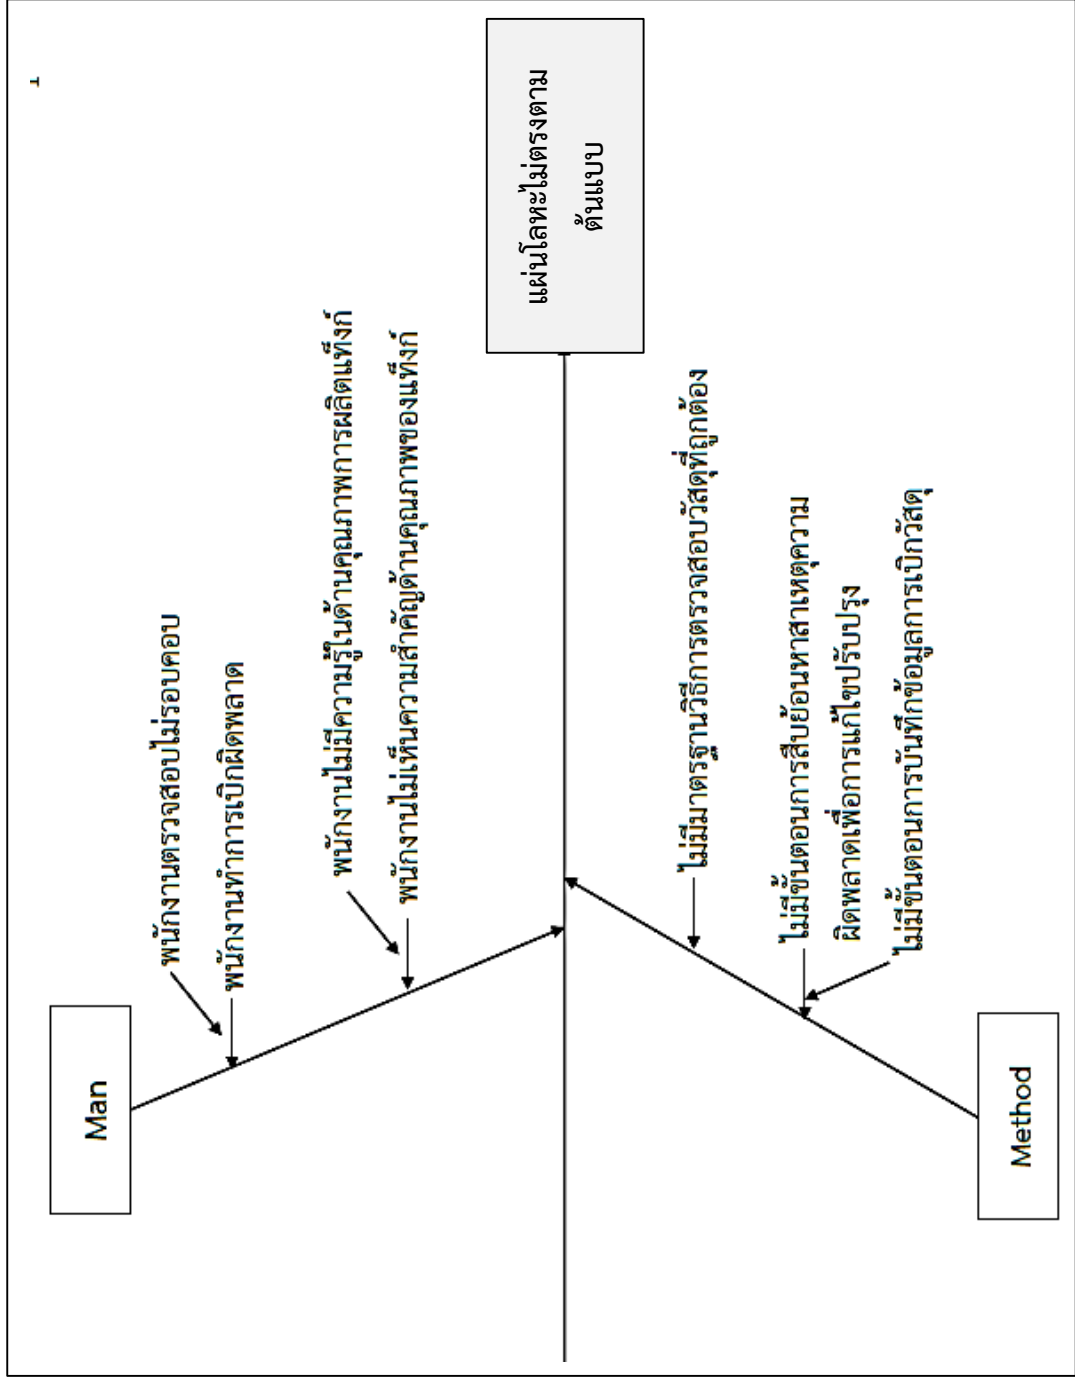 Man
พนักงานตรวจสอบไม่รอบคอบ
พนักงานทำการเบิกผิดพลาด
พนักงานไม่มีความรู้ในด้านคุณภาพการผลิตแท็งก์
พนักงานไม่เห็นความสำคัญด้านคุณภาพของแท็งก์
แผ่นโลหะไม่ตรงตาม
ต้นแบบ
ไม่มีมาตรฐานวิธีการตรวจสอบวัสดุที่ถูกต้อง
ไม่มีขั้นตอนการสืบย้อนหาสาเหตุความ
ผิดพลาดเพื่อการแก้ไขปรับปรุง
ไม่มีขั้นตอนการบันทึกข้อมูลการเบิกวัสดุ
Method